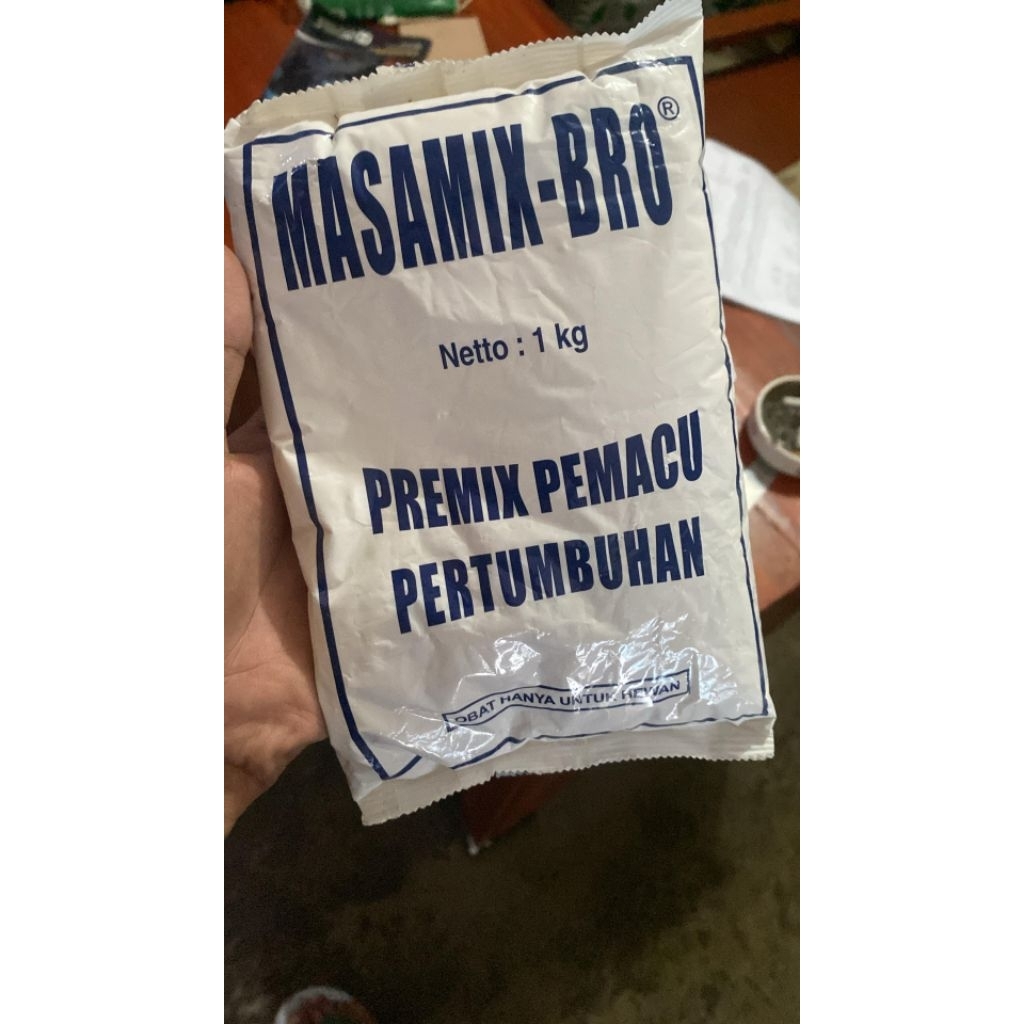 MASAMIX-BRO®
Netto : 1 kg
PREMIX PEMACU
PERTUMBUHAN
OBAT HANYA UNTUK HEWAN